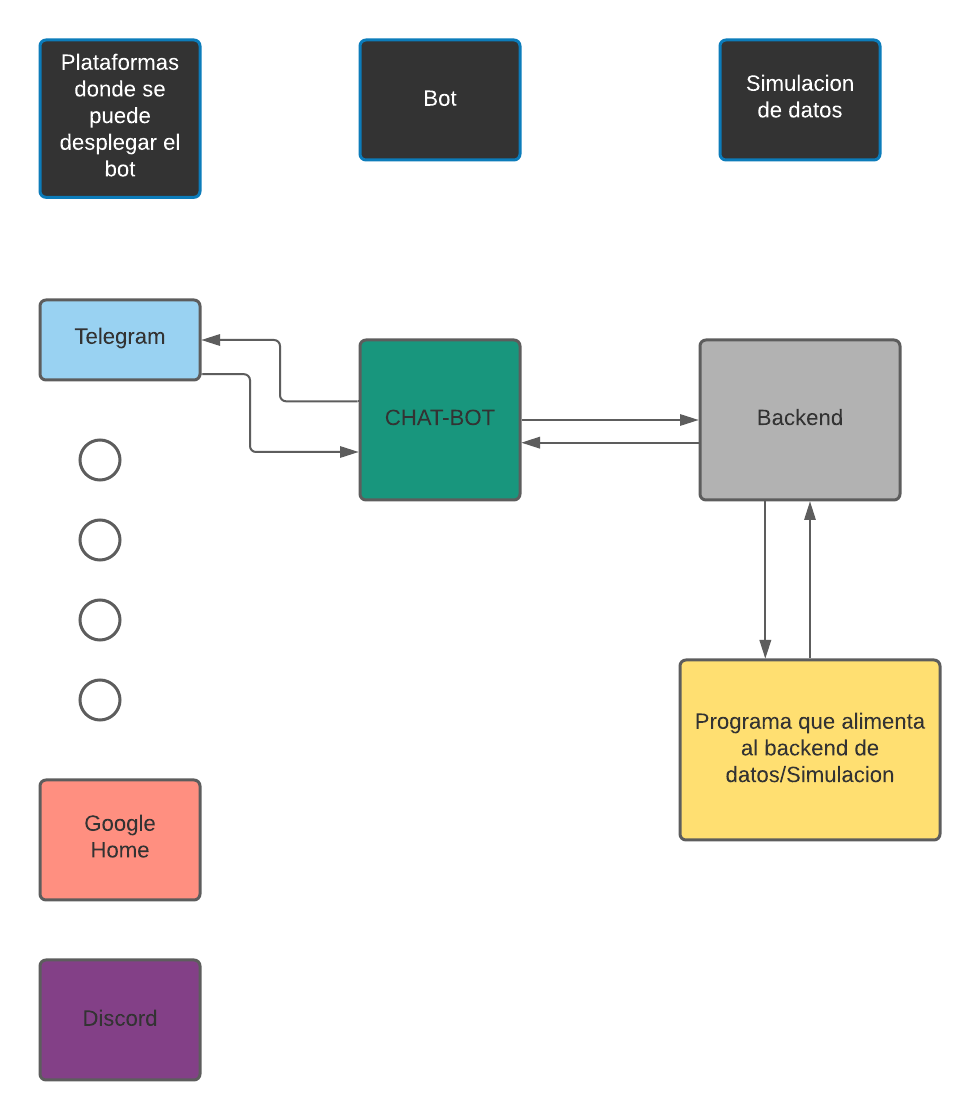 Plataformas
donde se
puede
desplegar el
bot
Bot
Simulacion
de datos
Telegram
CHAT-BOT
Backend
Programa que alimenta
al backend de
datos/Simulacion
Google
Home
Discord